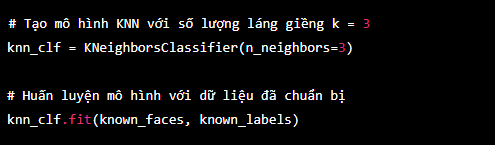 # Tạo mô hình KNN với số lượng láng giềng k = 3
knn_clf = KNeighborsClassifier(n_neighbors=3)
# Huấn luyện mô hình với dữ liệu đã chuẩn bị
knn_clf.fit(known_faces, known_labels)